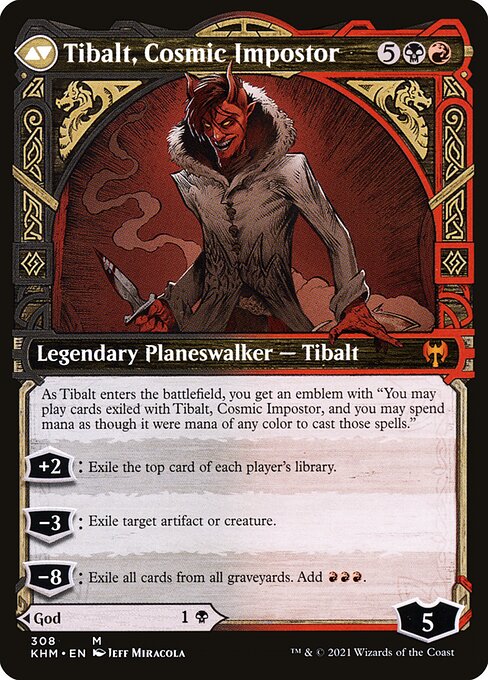 Tibalt, Cosmic Impostor 5
Legendary Planeswalker — Tibalt
As Tibalt enters the battlefield, you get an emblem with “You may
play cards exiled with Tibalt, Cosmic Impostor, and you may spend
mana as though it were mana of any color to cast those spells.”
+2: Exile the top card of each player’s library.
−3: Exile target artifact or creature.
−8: Exile all cards from all graveyards. Add.
God 1
5
308 M
KHM • EN Jeff Miracola ™ & © 2021 Wizards of the Coast